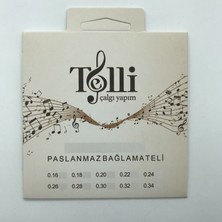 Telli
çalgı yapım
PASLANMAZ BAĞLAMA TELİ
0.16 0.18 0.20 0.22 0.24
0.26 0.28 0.30 0.32 0.34